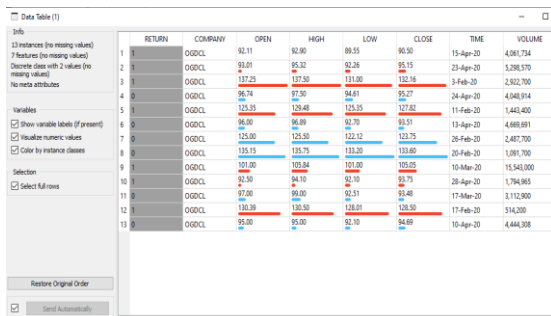 Data Table (1)
Info
13 instances (no missing values)
7 features (no missing values)
Discrete class with 2 values (no
missing values)
No meta attributes
Variables
Show variable labels (if present)
Visualize numeric values
Color by instance classes
Selection
Select full rows
Restore Original Order
Send Automatically
RETURN COMPANY OPEN HIGH LOW CLOSE TIME VOLUME
1 1 OGDCL 92.11 92.90 89.55 90.50 15-Apr-20 4,061,734
2 1 OGDCL 93.01 95.32 92.26 95.15 23-Apr-20 5,298,570
3 1 OGDCL 137.25 137.50 131.00 132.16 3-Feb-20 2,922,700
4 0 OGDCL 96.74 97.50 94.61 95.27 24-Apr-20 4,048,914
5 1 OGDCL 125.35 129.48 125.35 127.82 11-Feb-20 1,443,400
6 0 OGDCL 96.00 96.89 92.70 93.51 13-Apr-20 4,669,691
7 0 OGDCL 125.00 125.50 122.12 123.75 26-Feb-20 2,487,700
8 0 OGDCL 135.15 135.75 133.20 133.60 20-Feb-20 1,091,700
9 1 OGDCL 101.00 105.84 101.00 105.05 10-Mar-20 15,543,000
10 1 OGDCL 92.50 94.10 92.10 93.75 28-Apr-20 1,794,965
11 0 OGDCL 97.00 99.00 92.51 93.48 17-Mar-20 3,112,900
12 1 OGDCL 130.39 130.50 128.01 128.50 17-Feb-20 514,200
13 0 OGDCL 95.00 95.00 92.10 94.69 10-Apr-20 4,444,308